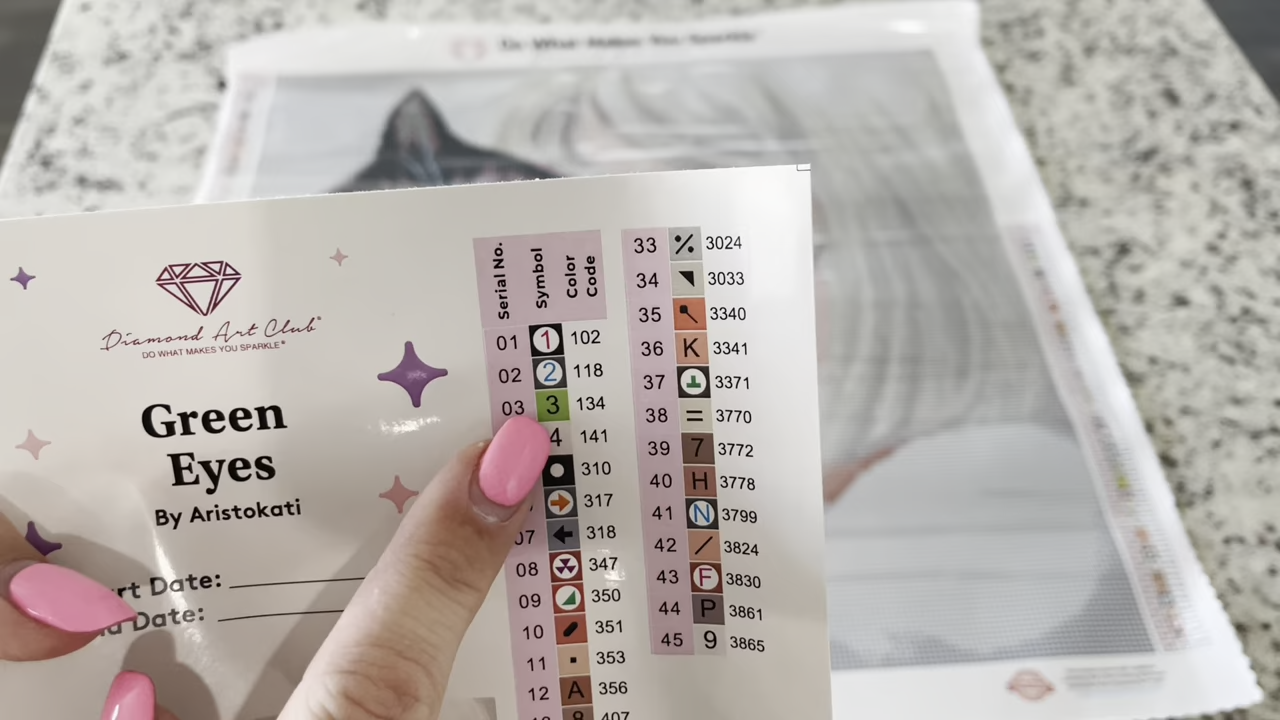 Do What Makes You Sparkle
Diamond Art Club®
DO WHAT MAKES YOU SPARKLE®
Green
Eyes
By Aristokati
rt Date:
Date:
Serial No. Symbol Color Code
01 1 102
02 2 118
03 3 134
4 141
310
317
07 318
08 347
09 350
10 351
11 353
12 A 356
8 407
33 % 3024
34 3033
35 3340
36 K 3341
37 3371
38 = 3770
39 7 3772
40 H 3778
41 N 3799
42 / 3824
43 F 3830
44 P 3861
45 9 3865